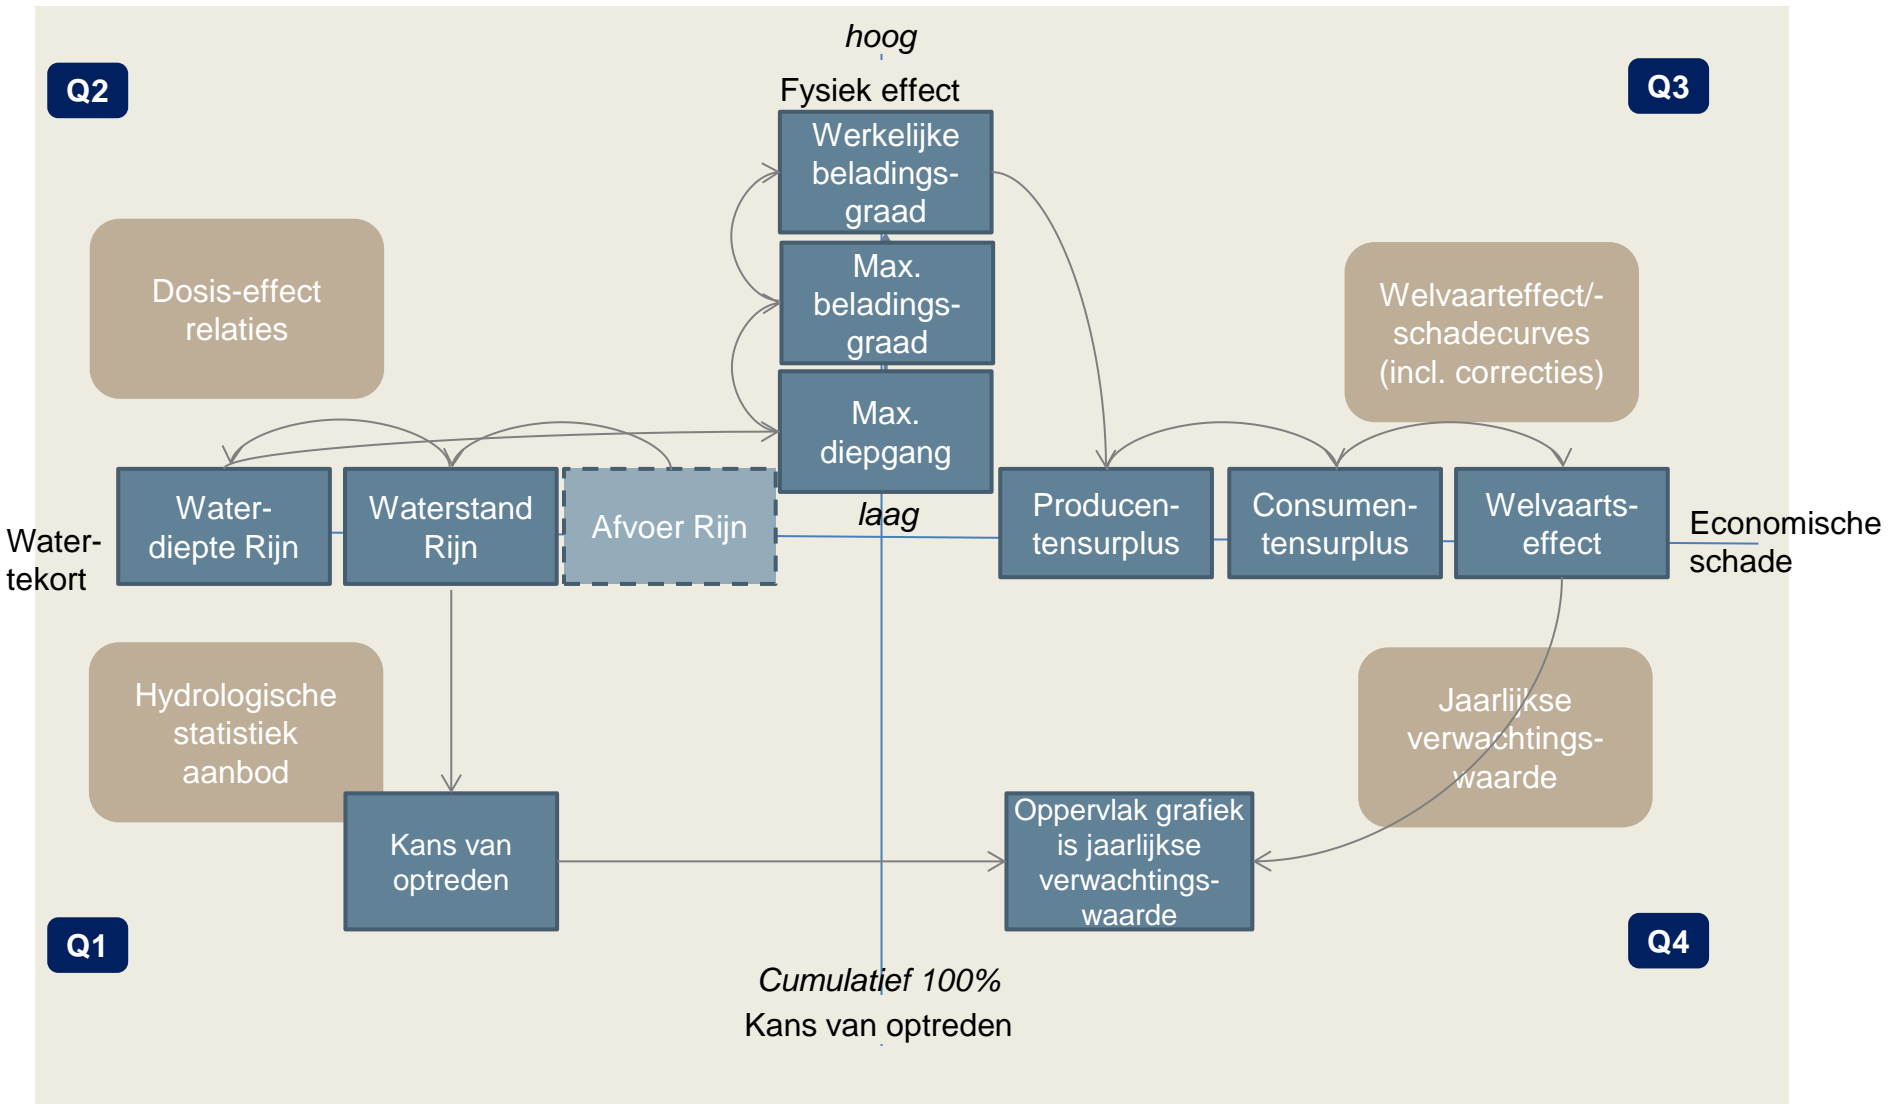 hoog
Q2
Fysiek effect
Q3
Werkelijke
beladings-
graad
Max.
beladings-
graad
Max.
diepgang
laag
Dosis-effect
relaties
Welvaarteffect/-
schadecurves
(incl. correcties)
Water-
tekort
Water-
diepte Rijn
Waterstand
Rijn
Afvoer Rijn
Producen-
tensurplus
Consumen-
tensurplus
Welvaarts-
effect
Economische
schade
Hydrologische
statistiek
aanbod
Jaarlijkse
verwachtings-
waarde
Kans van
optreden
Oppervlak grafiek
is jaarlijkse
verwachtings-
waarde
Q1
Q4
Cumulatief 100%
Kans van optreden